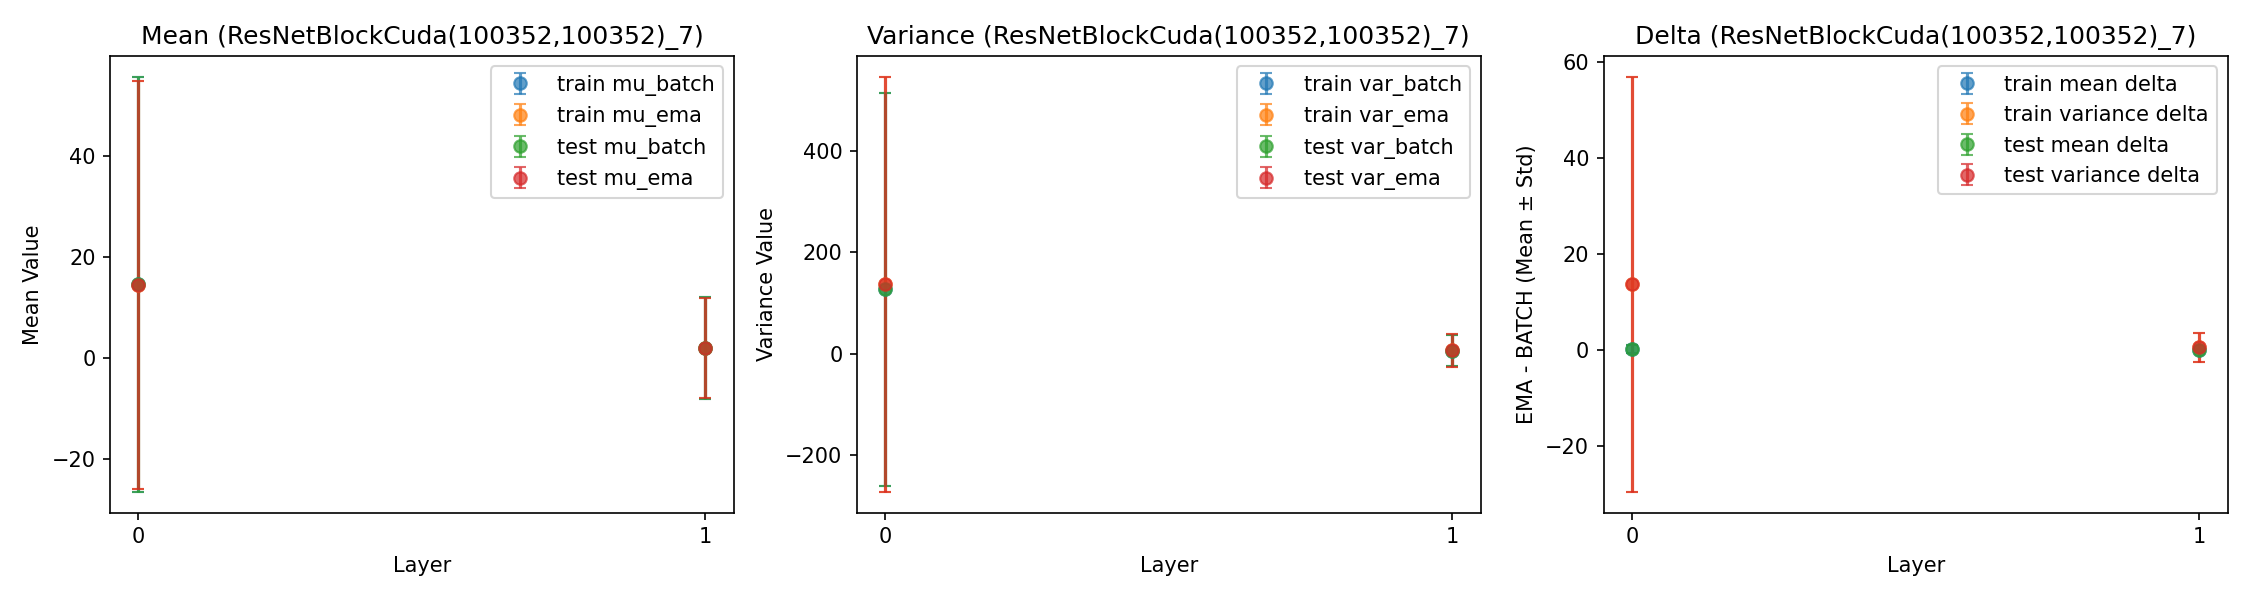 Mean (ResNetBlockCuda(100352,100352)_7)
Mean Value
40
20
0
−20
train mu_batch
train mu_ema
test mu_batch
test mu_ema
0
1
Layer
Variance (ResNetBlockCuda(100352,100352)_7)
Variance Value
400
200
0
−200
train var_batch
train var_ema
test var_batch
test var_ema
0
1
Layer
Delta (ResNetBlockCuda(100352,100352)_7)
EMA - BATCH (Mean ± Std)
60
40
20
0
−20
train mean delta
train variance delta
test mean delta
test variance delta
0
1
Layer